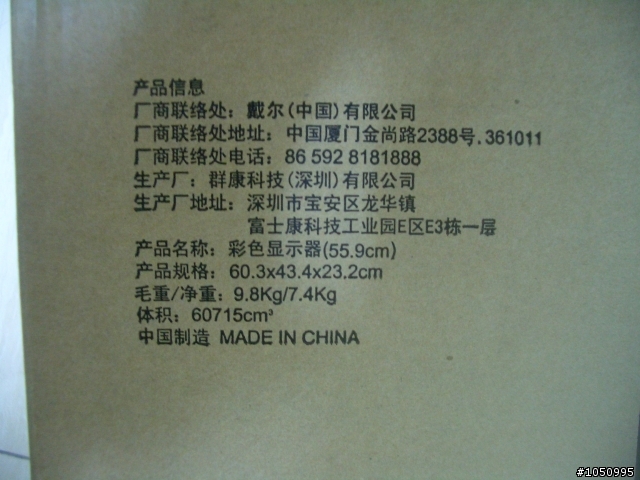 产品信息
厂商联络处：戴尔(中国)有限公司
厂商联络处地址：中国厦门金尚路2388号.361011
厂商联络处电话：86 592 8181888
生产厂：群康科技(深圳)有限公司
生产厂地址：深圳市宝安区龙华镇
富士康科技工业园E区E3栋一层
产品名称：彩色显示器(55.9cm)
产品规格：60.3x43.4x23.2cm
毛重/净重：9.8Kg/7.4Kg
体积：60715cm³
中国制造 MADE IN CHINA
#1050995